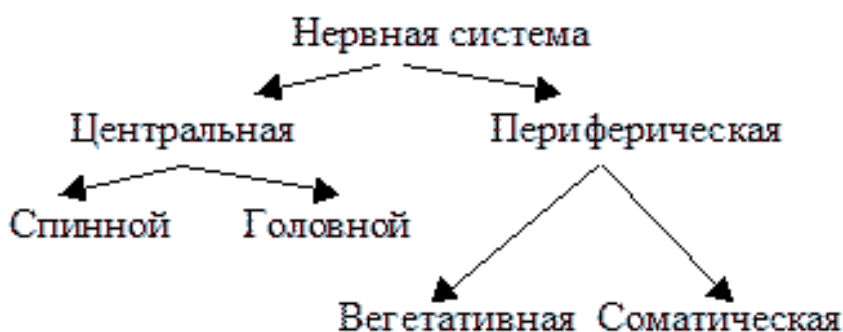 Нервная система
Центральная Периферическая
Спинной Головной
Вегетативная Соматическая